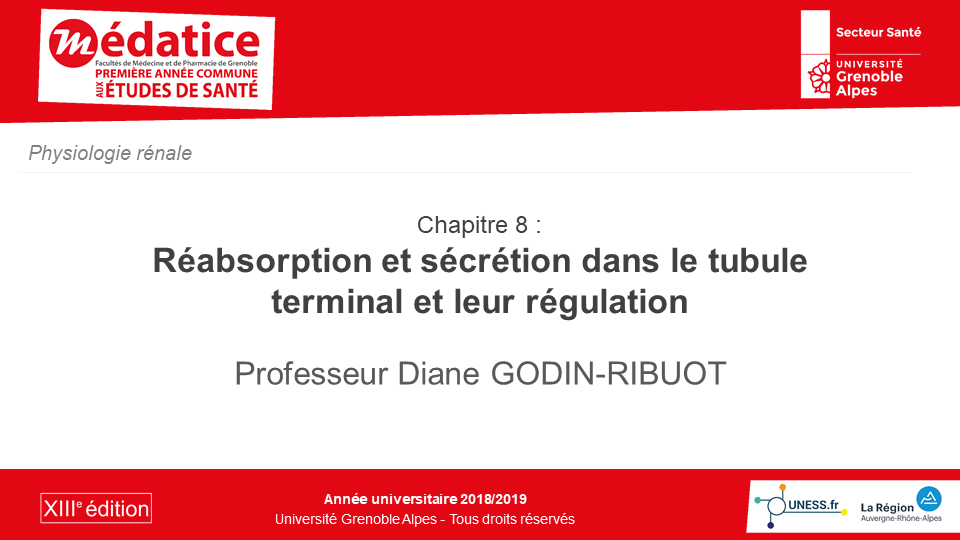 médatice
Facultés de Médecine et de Pharmacie de Grenoble
PREMIÈRE ANNÉE COMMUNE
AUX ÉTUDES DE SANTÉ
Secteur Santé
UNIVERSITÉ
Grenoble
Alpes
Physiologie rénale
Chapitre 8 :
Réabsorption et sécrétion dans le tubule
terminal et leur régulation
Professeur Diane GODIN-RIBUOT
XIIIe édition
Année universitaire 2018/2019
Université Grenoble Alpes - Tous droits réservés
UNESS.fr
La Région
Auvergne-Rhône-Alpes